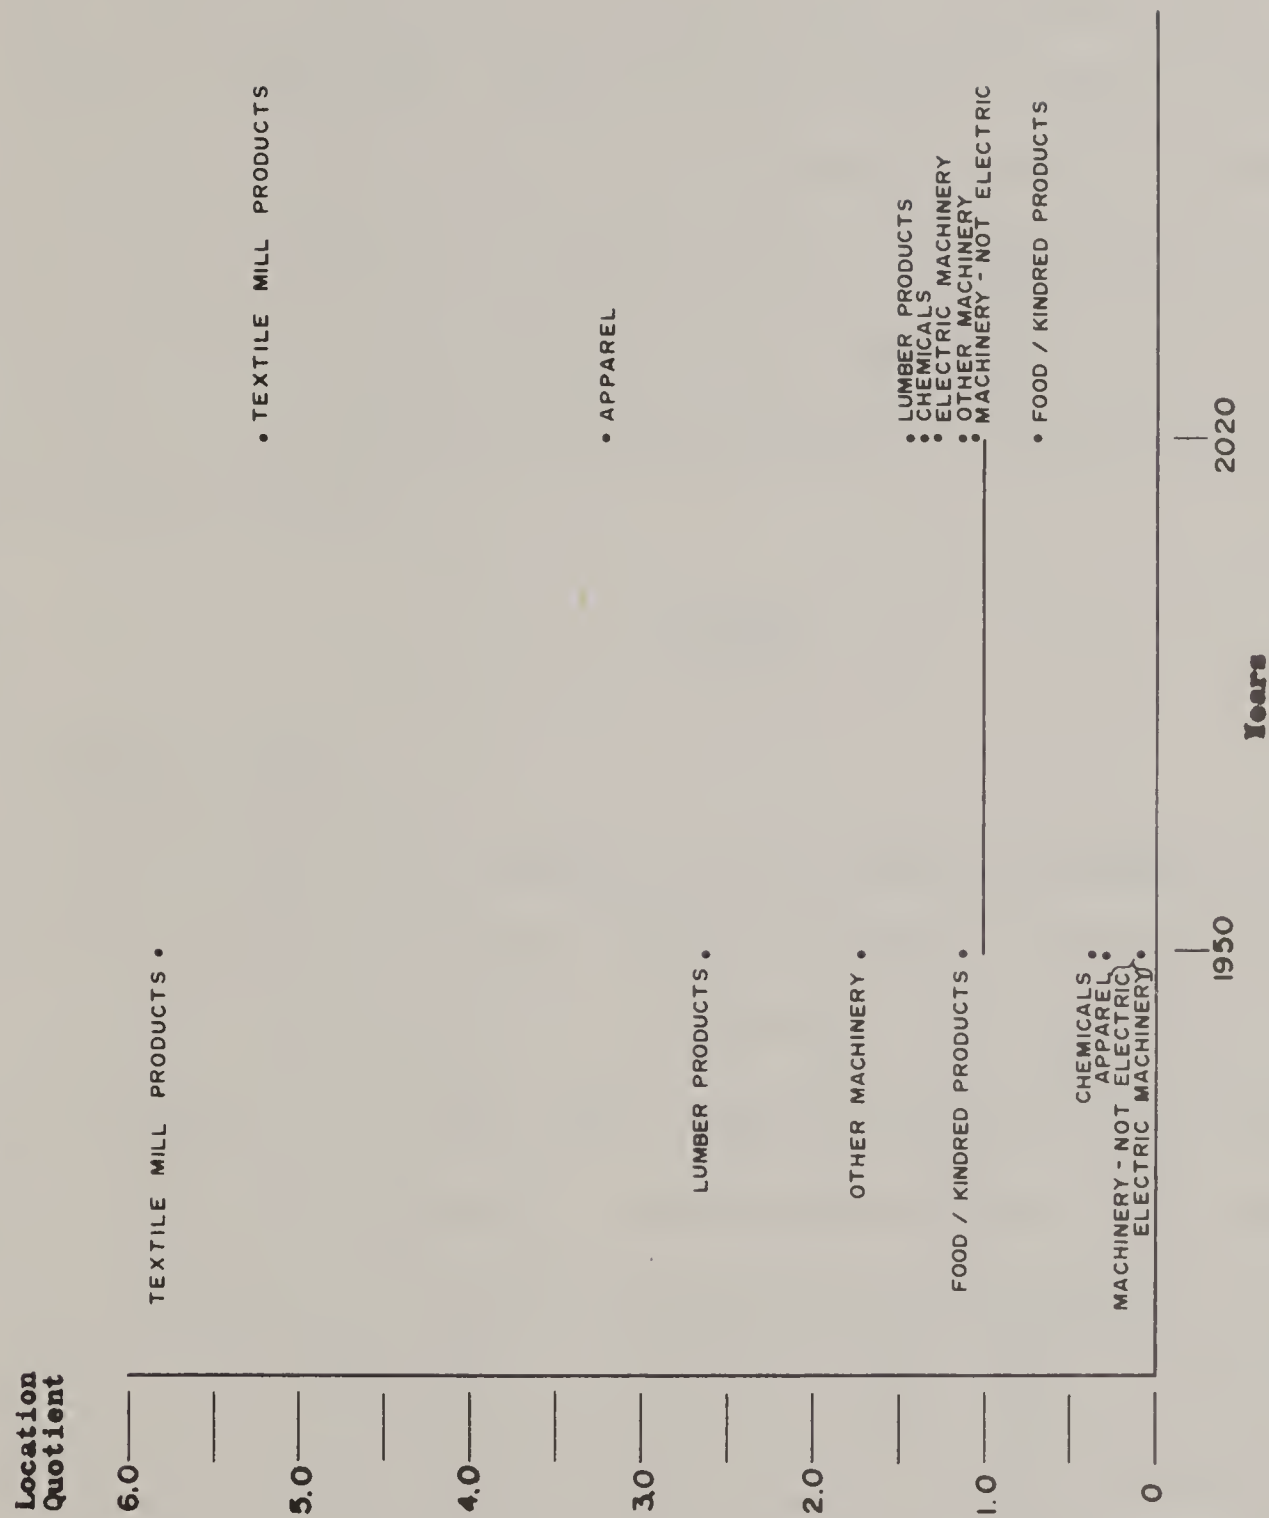 Location
Quotient
6.0
5.0
4.0
3.0
2.0
1.0
0
TEXTILE MILL PRODUCTS
LUMBER PRODUCTS
OTHER MACHINERY
FOOD / KINDRED PRODUCTS
CHEMICALS
APPAREL
MACHINERY - NOT ELECTRIC
ELECTRIC MACHINERY
TEXTILE MILL PRODUCTS
APPAREL
LUMBER PRODUCTS
CHEMICALS
ELECTRIC MACHINERY
OTHER MACHINERY
MACHINERY - NOT ELECTRIC
FOOD / KINDRED PRODUCTS
1950
2020
Years